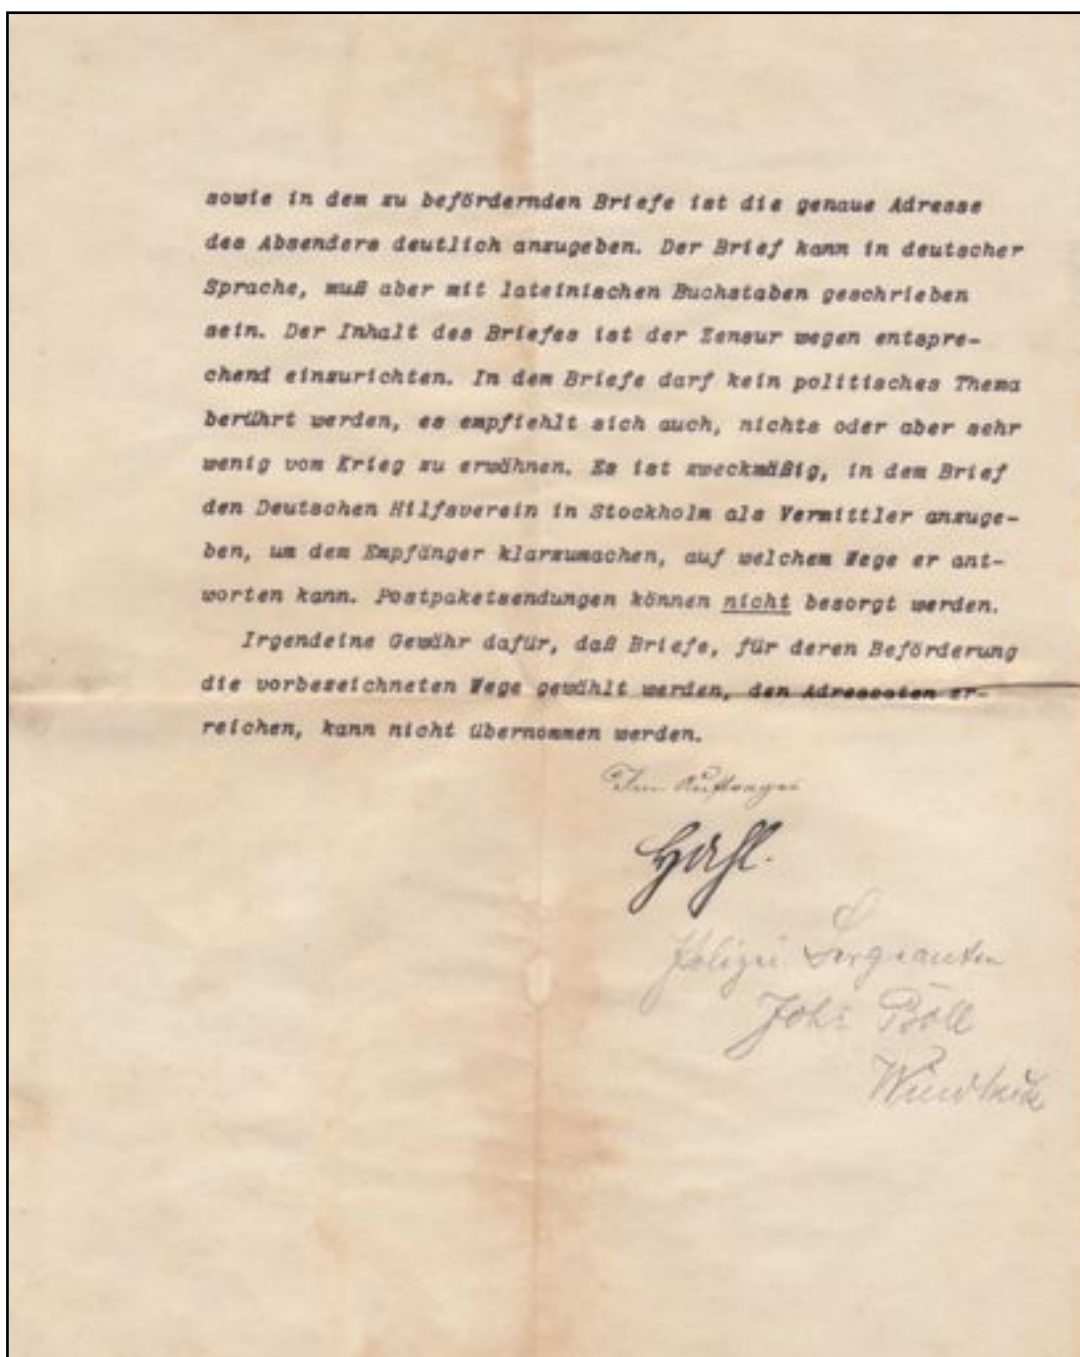 sowie in dem zu befördernden Briefe ist die genaue Adresse
des Absenders deutlich anzugeben. Der Brief kann in deutscher
Sprache, muß aber mit lateinischen Buchstaben geschrieben
sein. Der Inhalt des Briefes ist der Zensur wegen entspre-
chend einzurichten. In dem Briefe darf kein politisches Thema
berührt werden, es empfiehlt sich auch, nichts oder aber sehr
wenig vom Krieg zu erwähnen. Es ist zweckmäßig, in dem Brief
den Deutschen Hilfsverein in Stockholm als Vermittler anzuge-
ben, um dem Empfänger klarzumachen, auf welchem Wege er ant-
worten kann. Postpaketsendungen können nicht besorgt werden.
Irgendeine Gewähr dafür, daß Briefe, für deren Beförderung
die vorbezeichneten Wege gewählt werden, den Adressaten er-
reichen, kann nicht übernommen werden.
Im Auftrage
Hahl.
Polizei Sergeanten